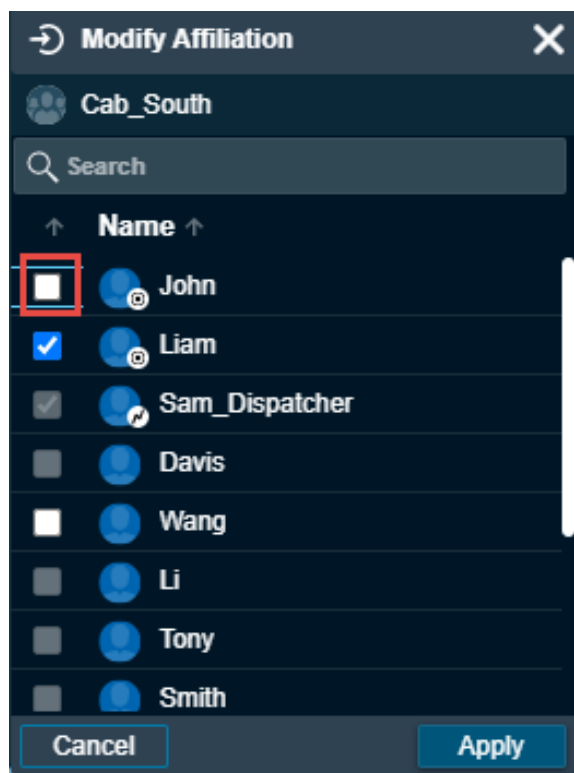 Modify Affiliation
Cab_South
Search
Name
John
Liam
Sam_Dispatcher
Davis
Wang
Li
Tony
Smith
Cancel Apply